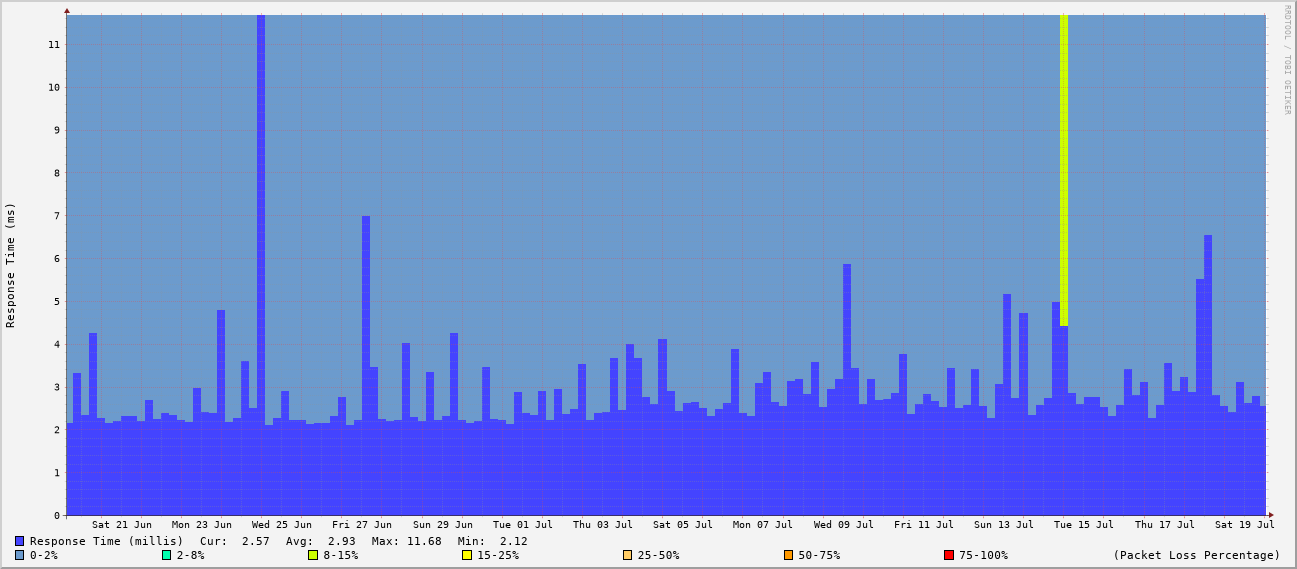 RRDTOOL / TOBI OETIKER
Response Time (ms)
11
10
9
8
7
6
5
4
3
2
1
0
Sat 21 Jun Mon 23 Jun Wed 25 Jun Fri 27 Jun Sun 29 Jun Tue 01 Jul Thu 03 Jul Sat 05 Jul Mon 07 Jul Wed 09 Jul Fri 11 Jul Sun 13 Jul Tue 15 Jul Thu 17 Jul Sat 19 Jul
Response Time (millis) Cur: 2.57 Avg: 2.93 Max: 11.68 Min: 2.12
0-2% 2-8% 8-15% 15-25% 25-50% 50-75% 75-100% (Packet Loss Percentage)